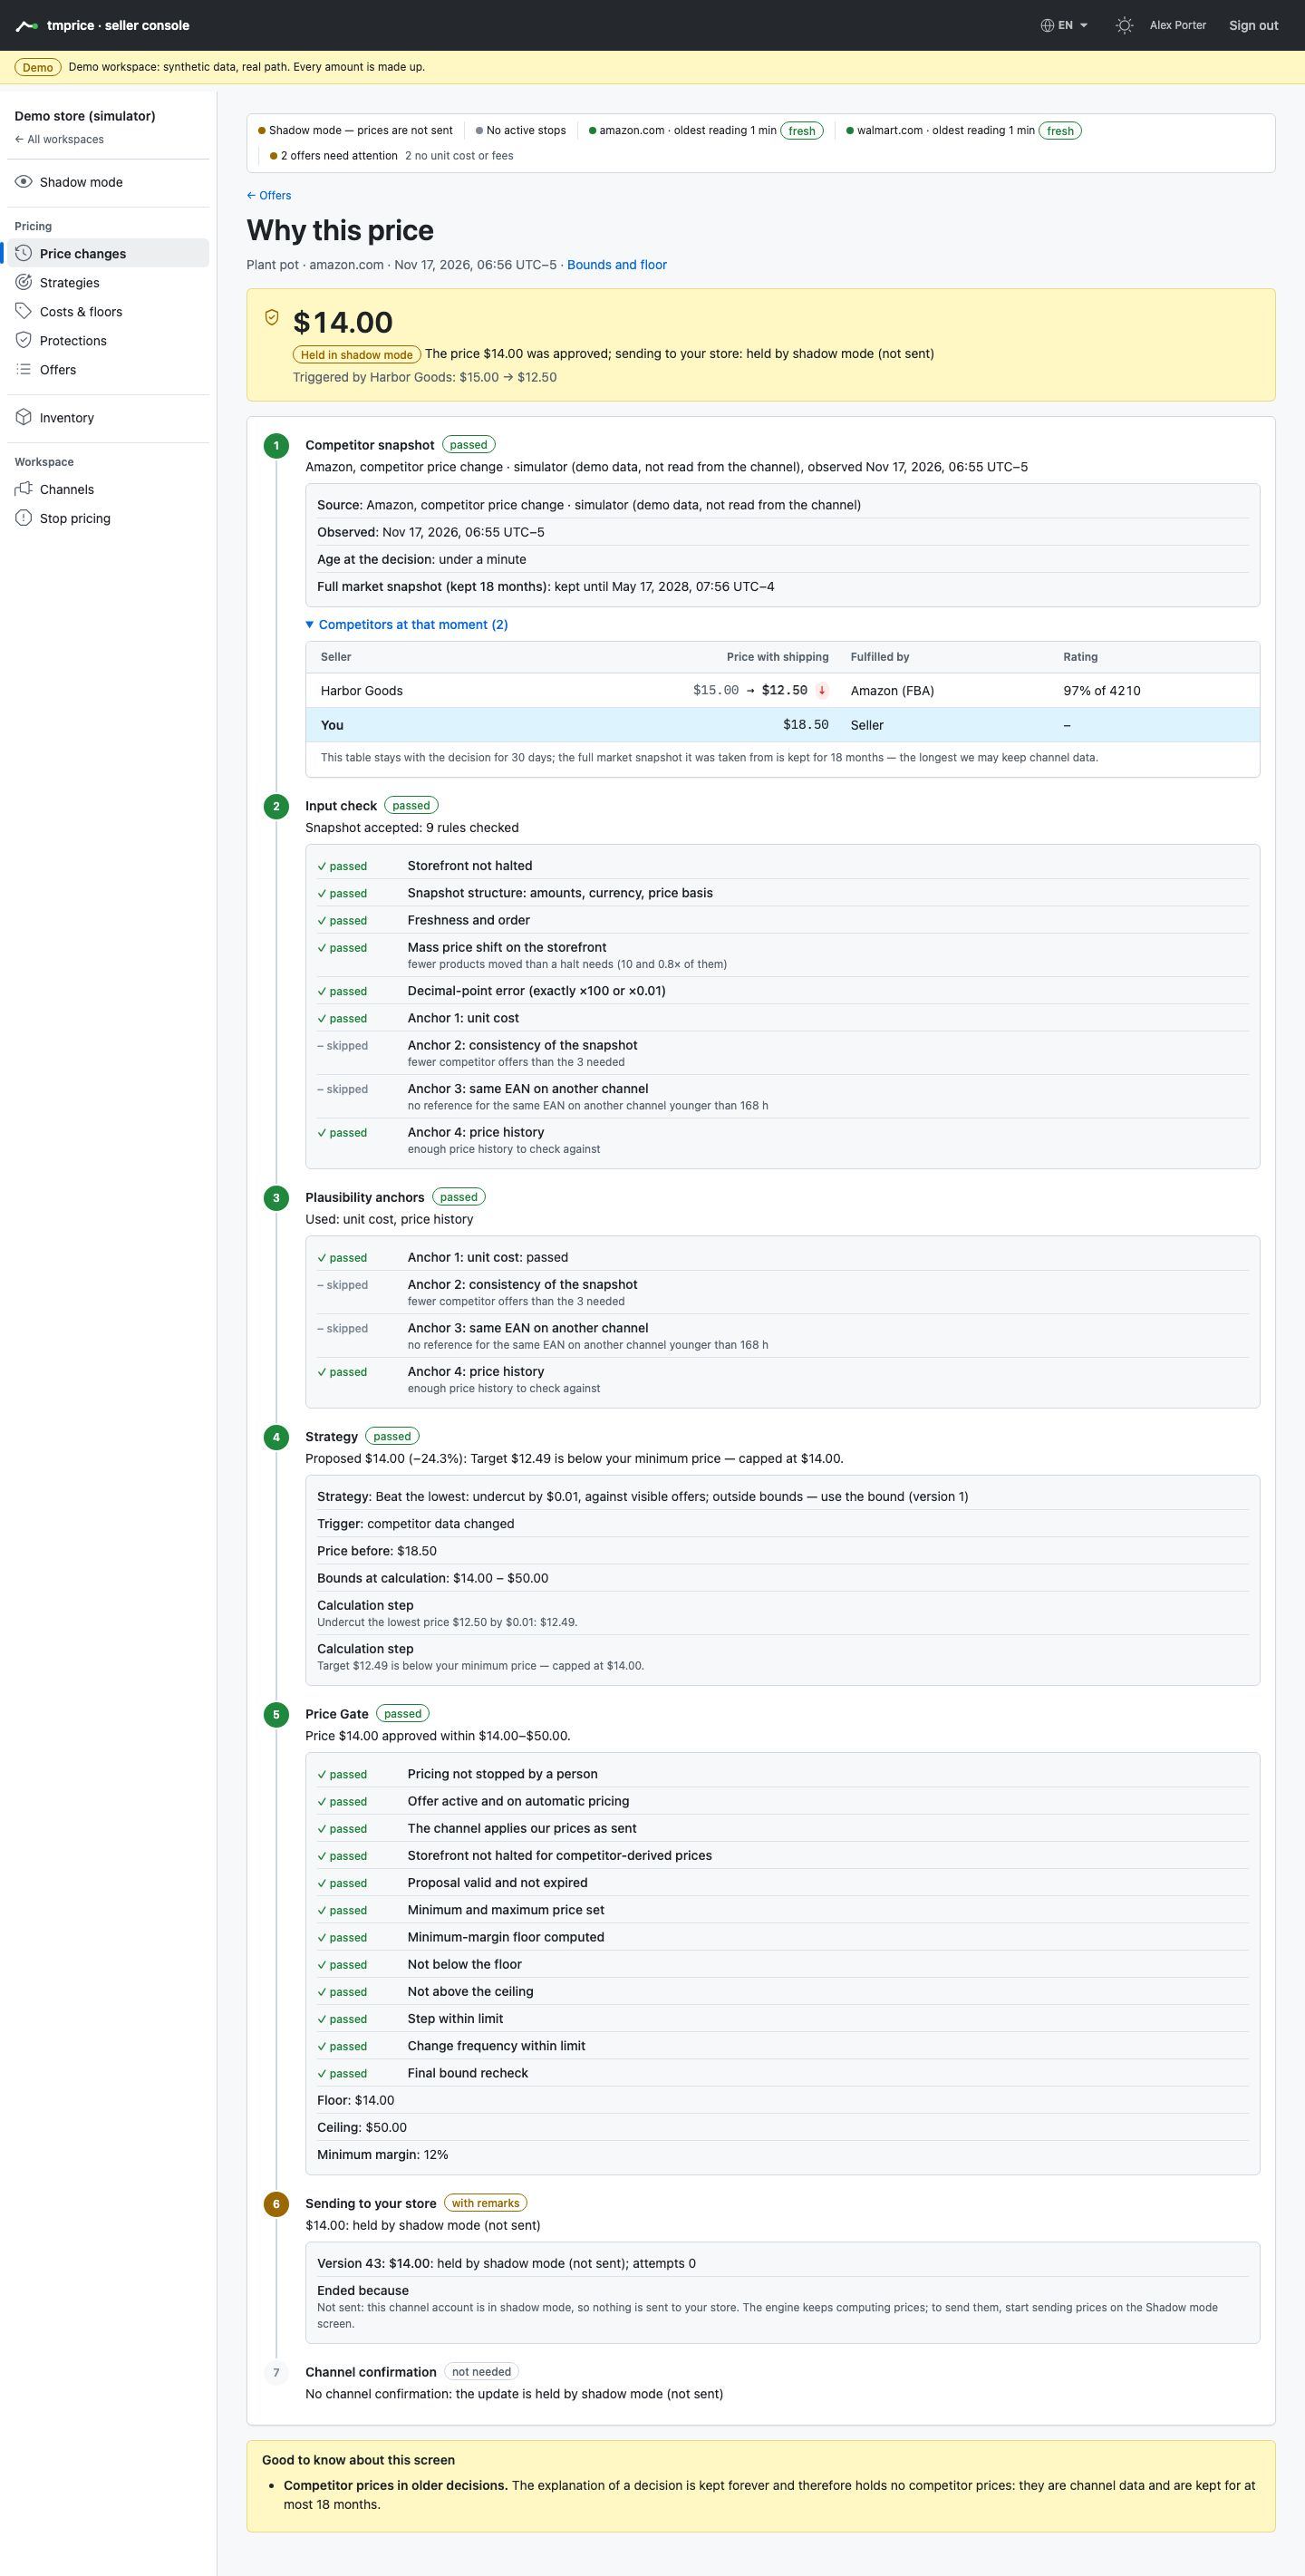 tmprice · seller console
EN
Alex Porter
Sign out
Demo
Demo workspace: synthetic data, real path. Every amount is made up.
Demo store (simulator)
← All workspaces
Shadow mode
Pricing
Price changes
Strategies
Costs & floors
Protections
Offers
Inventory
Workspace
Channels
Stop pricing
Shadow mode — prices are not sent
No active stops
amazon.com · oldest reading 1 min fresh
walmart.com · oldest reading 1 min fresh
2 offers need attention 2 no unit cost or fees
← Offers
Why this price
Plant pot · amazon.com · Nov 17, 2026, 06:56 UTC−5 · Bounds and floor
$14.00
Held in shadow mode The price $14.00 was approved; sending to your store: held by shadow mode (not sent)
Triggered by Harbor Goods: $15.00 → $12.50
1 Competitor snapshot passed
Amazon, competitor price change · simulator (demo data, not read from the channel), observed Nov 17, 2026, 06:55 UTC−5
Source: Amazon, competitor price change · simulator (demo data, not read from the channel)
Observed: Nov 17, 2026, 06:55 UTC−5
Age at the decision: under a minute
Full market snapshot (kept 18 months): kept until May 17, 2028, 07:56 UTC−4
▼ Competitors at that moment (2)
Seller Price with shipping Fulfilled by Rating
Harbor Goods $15.00 → $12.50 ↓ Amazon (FBA) 97% of 4210
You $18.50 Seller –
This table stays with the decision for 30 days; the full market snapshot it was taken from is kept for 18 months — the longest we may keep channel data.
2 Input check passed
Snapshot accepted: 9 rules checked
✓ passed Storefront not halted
✓ passed Snapshot structure: amounts, currency, price basis
✓ passed Freshness and order
✓ passed Mass price shift on the storefront
fewer products moved than a halt needs (10 and 0.8× of them)
✓ passed Decimal-point error (exactly ×100 or ×0.01)
✓ passed Anchor 1: unit cost
– skipped Anchor 2: consistency of the snapshot
fewer competitor offers than the 3 needed
– skipped Anchor 3: same EAN on another channel
no reference for the same EAN on another channel younger than 168 h
✓ passed Anchor 4: price history
enough price history to check against
3 Plausibility anchors passed
Used: unit cost, price history
✓ passed Anchor 1: unit cost: passed
– skipped Anchor 2: consistency of the snapshot
fewer competitor offers than the 3 needed
– skipped Anchor 3: same EAN on another channel
no reference for the same EAN on another channel younger than 168 h
✓ passed Anchor 4: price history
enough price history to check against
4 Strategy passed
Proposed $14.00 (−24.3%): Target $12.49 is below your minimum price — capped at $14.00.
Strategy: Beat the lowest: undercut by $0.01, against visible offers; outside bounds — use the bound (version 1)
Trigger: competitor data changed
Price before: $18.50
Bounds at calculation: $14.00 – $50.00
Calculation step
Undercut the lowest price $12.50 by $0.01: $12.49.
Calculation step
Target $12.49 is below your minimum price — capped at $14.00.
5 Price Gate passed
Price $14.00 approved within $14.00–$50.00.
✓ passed Pricing not stopped by a person
✓ passed Offer active and on automatic pricing
✓ passed The channel applies our prices as sent
✓ passed Storefront not halted for competitor-derived prices
✓ passed Proposal valid and not expired
✓ passed Minimum and maximum price set
✓ passed Minimum-margin floor computed
✓ passed Not below the floor
✓ passed Not above the ceiling
✓ passed Step within limit
✓ passed Change frequency within limit
✓ passed Final bound recheck
Floor: $14.00
Ceiling: $50.00
Minimum margin: 12%
6 Sending to your store with remarks
$14.00: held by shadow mode (not sent)
Version 43: $14.00: held by shadow mode (not sent); attempts 0
Ended because
Not sent: this channel account is in shadow mode, so nothing is sent to your store. The engine keeps computing prices; to send them, start sending prices on the Shadow mode
screen.
7 Channel confirmation not needed
No channel confirmation: the update is held by shadow mode (not sent)
Good to know about this screen
• Competitor prices in older decisions. The explanation of a decision is kept forever and therefore holds no competitor prices: they are channel data and are kept for at
most 18 months.